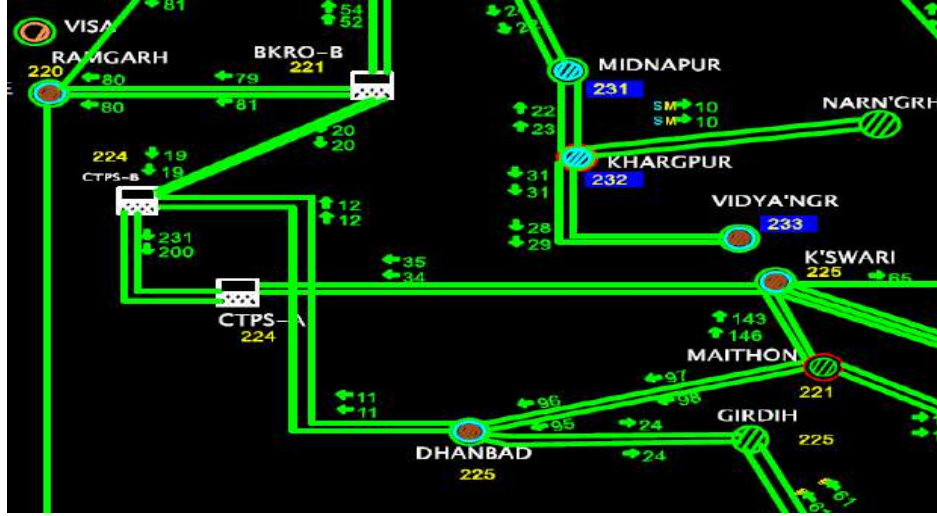 81
VISA
RAMGARH
220
E
80
80
79
81
BKRO-B
221
54
52
20
20
224
CTPS-B
19
19
231
200
12
12
CTPS-A
224
35
34
11
11
MIDNAPUR
231
22
23
SM 10
SM 10
NARN'GRH
KHARGPUR
232
31
31
28
29
VIDYA'NGR
233
K'SWARI
225
65
143
146
MAITHON
221
97
98
96
95
24
24
GIRDIH
225
DHANBAD
225
61